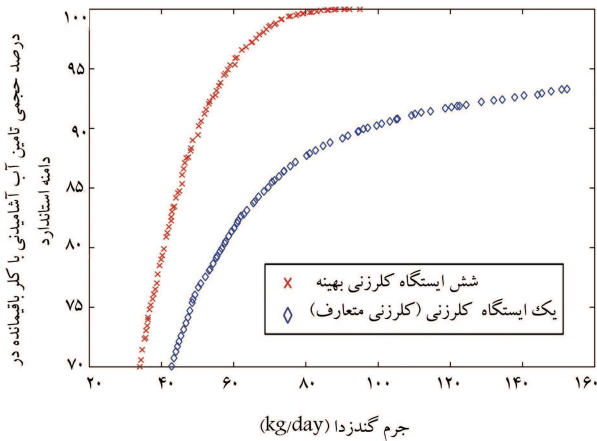 درصد حجمی تامین آب آشامیدنی با کلر باقیمانده در
دامنه استاندارد
۱۰۰
۹۵
۹۰
۸۵
۸۰
۷۵
۷۰
شش ایستگاه کلرزنی بهینه
یک ایستگاه کلرزنی (کلرزنی متعارف)
۲۰ ۴۰ ۶۰ ۸۰ ۱۰۰ ۱۲۰ ۱۴۰ ۱۶۰
جرم گندزدا (kg/day)